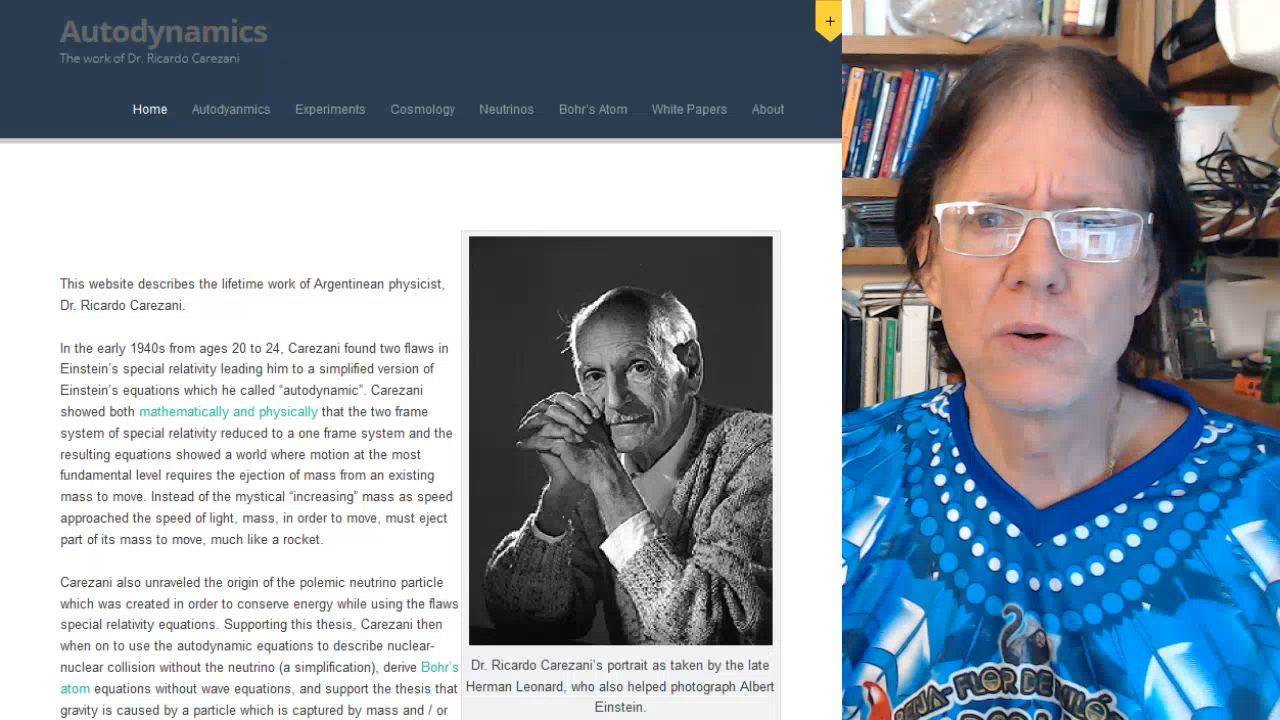 Autodynamics
The work of Dr. Ricardo Carezani
+
Home Autodyanmics Experiments Cosmology Neutrinos Bohr's Atom White Papers About
This website describes the lifetime work of Argentinean physicist,
Dr. Ricardo Carezani.
In the early 1940s from ages 20 to 24, Carezani found two flaws in
Einstein's special relativity leading him to a simplified version of
Einstein's equations which he called “autodynamic”. Carezani
showed both mathematically and physically that the two frame
system of special relativity reduced to a one frame system and the
resulting equations showed a world where motion at the most
fundamental level requires the ejection of mass from an existing
mass to move. Instead of the mystical “increasing” mass as speed
approached the speed of light, mass, in order to move, must eject
part of its mass to move, much like a rocket.
Carezani also unraveled the origin of the polemic neutrino particle
which was created in order to conserve energy while using the flaws
special relativity equations. Supporting this thesis, Carezani then
when on to use the autodynamic equations to describe nuclear-
nuclear collision without the neutrino (a simplification), derive Bohr's
atom equations without wave equations, and support the thesis that
gravity is caused by a particle which is captured by mass and / or
Dr. Ricardo Carezani's portrait as taken by the late
Herman Leonard, who also helped photograph Albert
Einstein.
FLOR DE